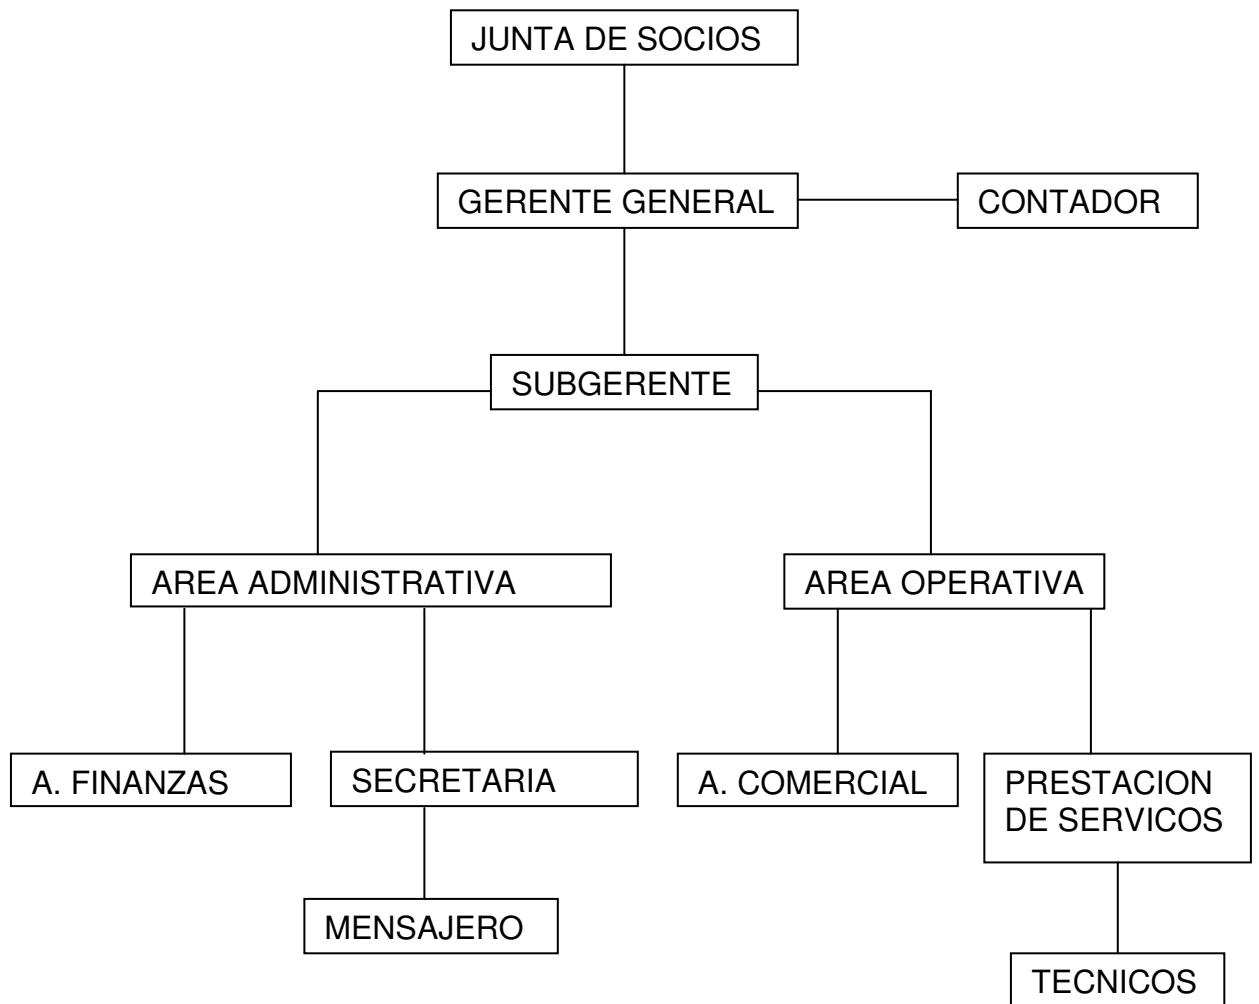 JUNTA DE SOCIOS
GERENTE GENERAL
CONTADOR
SUBGERENTE
AREA ADMINISTRATIVA
AREA OPERATIVA
A. FINANZAS
SECRETARIA
A. COMERCIAL
PRESTACION
DE SERVICOS
MENSAJERO
TECNICOS